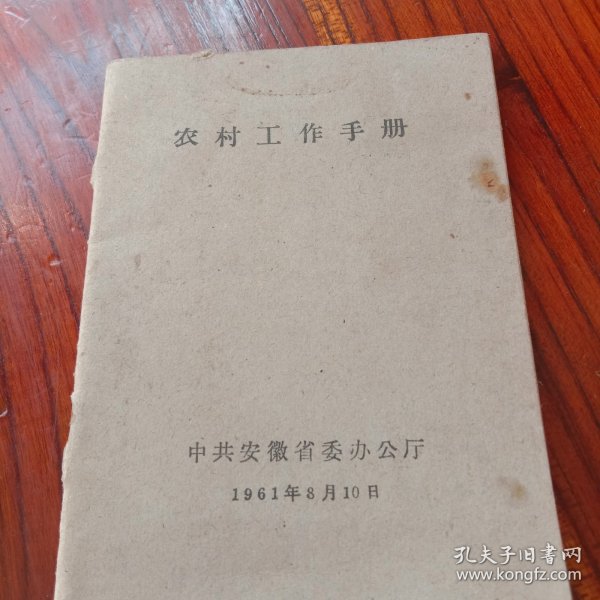 农村工作手册
中共安徽省委办公厅
1961年8月10日
孔夫子旧书网
www.kongfz.com